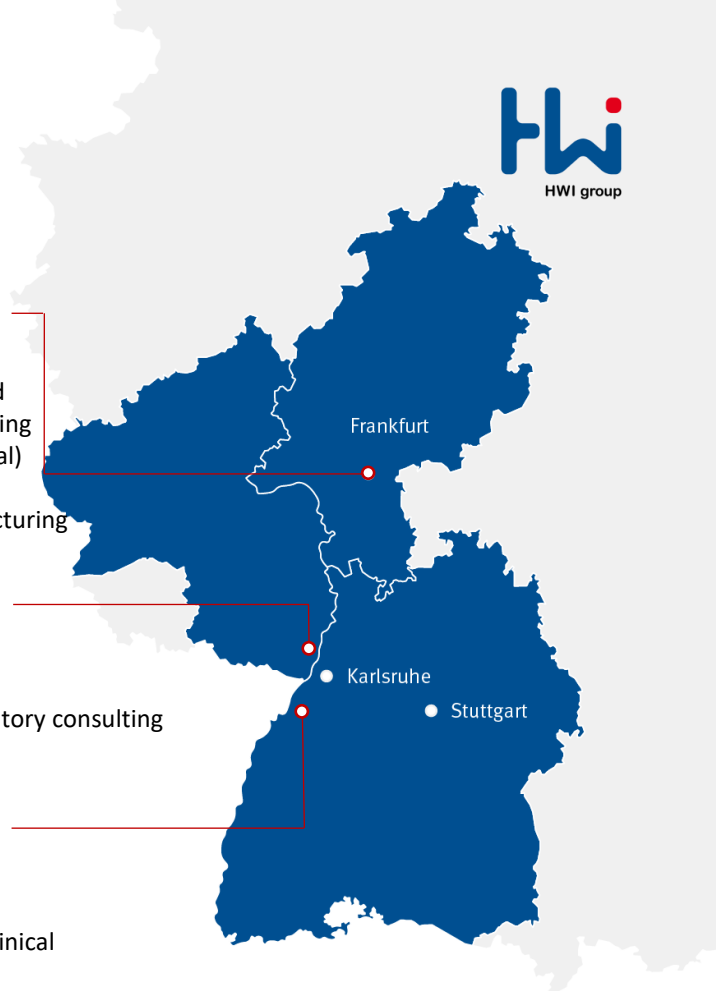 HWI group
Frankfurt
Karlsruhe
Stuttgart
d
ing
al)
cturing
tory consulting
inical